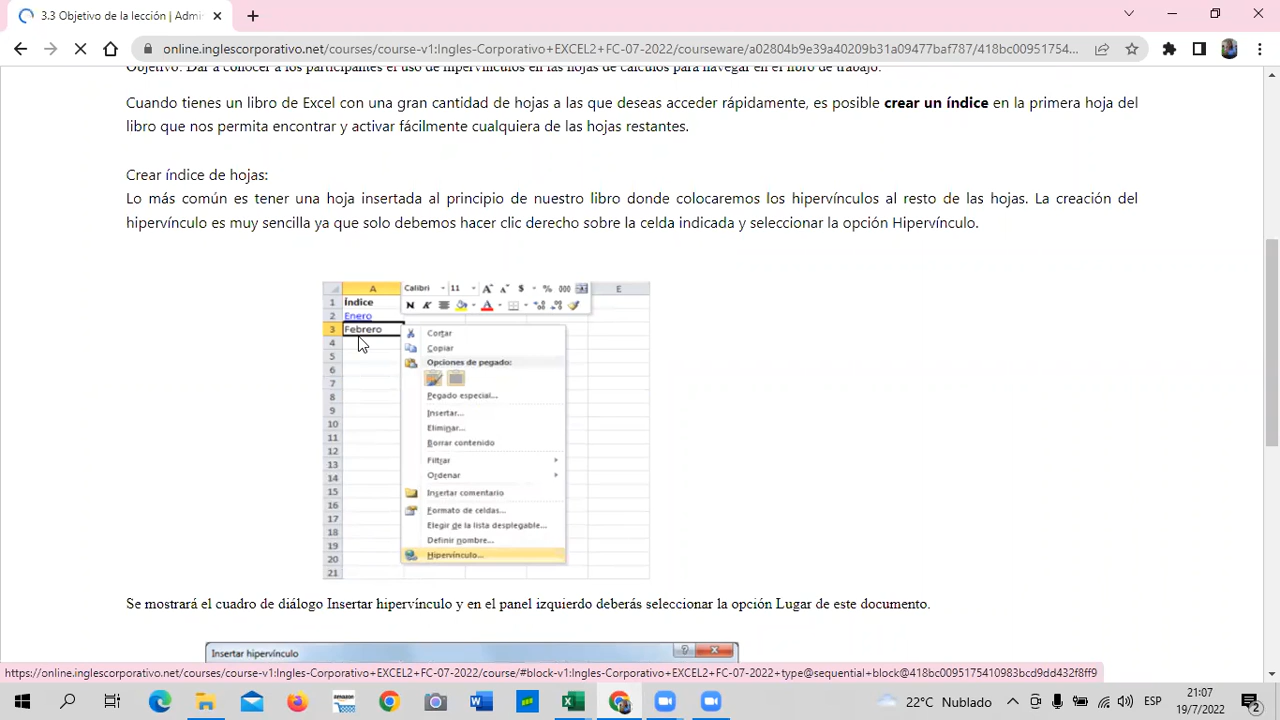 3.3 Objetivo de la lección | Admi
online.inglescorporativo.net/courses/course-v1:Ingles-Corporativo+EXCEL2+FC-07-2022/courseware/a02804b9e39a40209b31a09477baf787/418bc00951754...
Objetivo: Dar a conocer a los participantes el uso de hipervínculos en las hojas de cálculos para navegar en el libro de trabajo.
Cuando tienes un libro de Excel con una gran cantidad de hojas a las que deseas acceder rápidamente, es posible crear un índice en la primera hoja del
libro que nos permita encontrar y activar fácilmente cualquiera de las hojas restantes.
Crear índice de hojas:
Lo más común es tener una hoja insertada al principio de nuestro libro donde colocaremos los hipervínculos al resto de las hojas. La creación del
hipervínculo es muy sencilla ya que solo debemos hacer clic derecho sobre la celda indicada y seleccionar la opción Hipervínculo.
A Calibri 11 A A $ % 000 E
1 Índice N K A
2 Enero
3 Febrero Cortar
4 Copiar
5 Opciones de pegado:
6
7
8 Pegado especial...
9 Insertar...
10 Eliminar...
11 Borrar contenido
12
13 Filtrar
14 Ordenar
15 Insertar comentario
16 Formato de celdas...
17
18 Elegir de la lista desplegable...
19 Definir nombre...
20 Hipervínculo...
21
Se mostrará el cuadro de diálogo Insertar hipervínculo y en el panel izquierdo deberás seleccionar la opción Lugar de este documento.
Insertar hipervínculo ?
https://online.inglescorporativo.net/courses/course-v1:Ingles-Corporativo+EXCEL2+FC-07-2022/course/#block-v1:Ingles-Corporativo+EXCEL2+FC-07-2022+type@sequential+block@418bc0095175410983bcd9dd432f8ff9
22°C Nublado ESP 21:07
19/7/2022 2